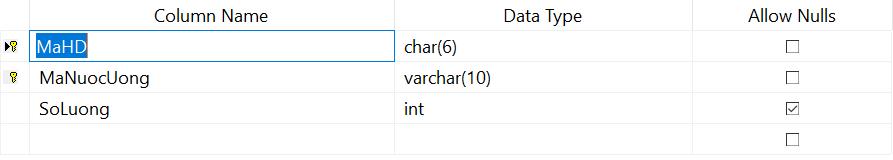 Column Name Data Type Allow Nulls
MaHD char(6)
MaNuocUong varchar(10)
SoLuong int